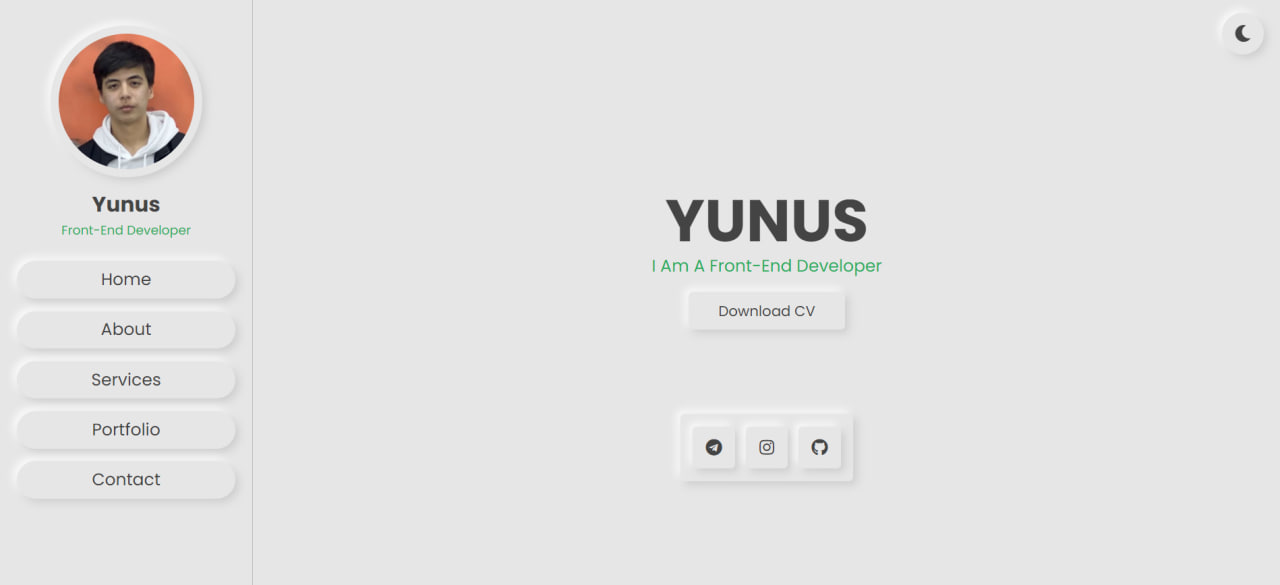 Yunus
Front-End Developer
Home
About
Services
Portfolio
Contact
YUNUS
I Am A Front-End Developer
Download CV